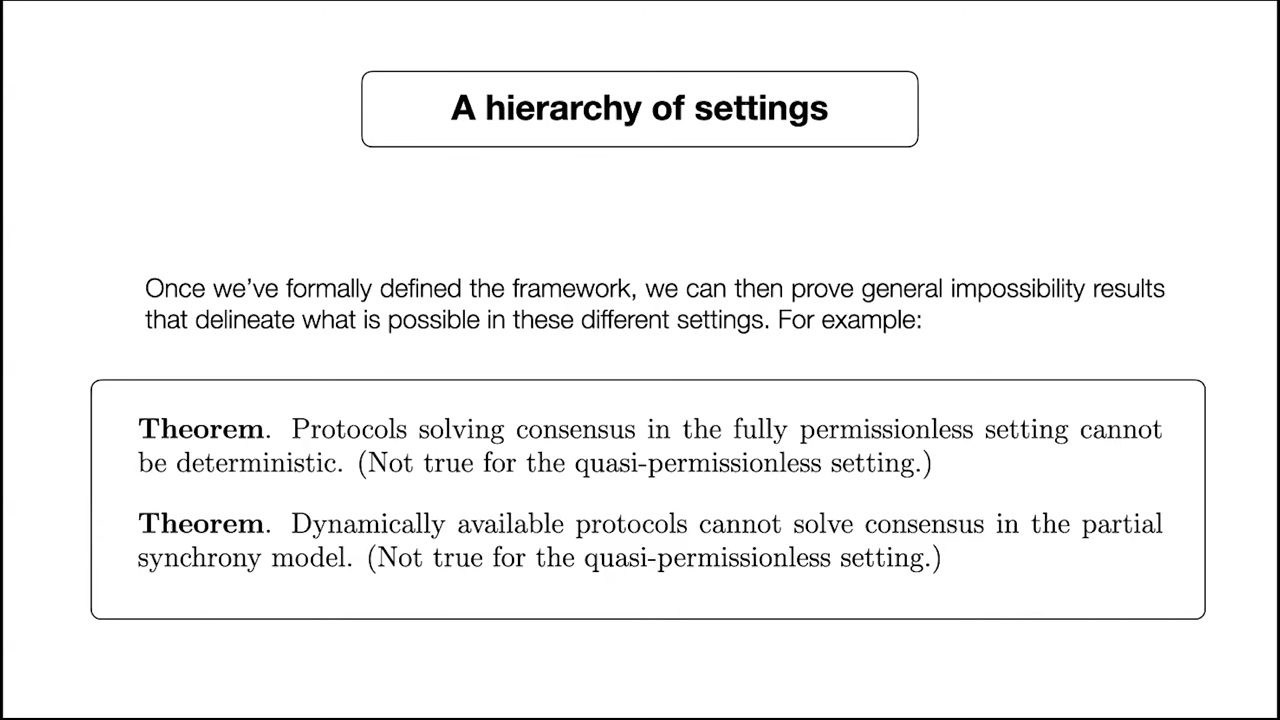 A hierarchy of settings
Once we’ve formally defined the framework, we can then prove general impossibility results
that delineate what is possible in these different settings. For example:
Theorem. Protocols solving consensus in the fully permissionless setting cannot
be deterministic. (Not true for the quasi-permissionless setting.)
Theorem. Dynamically available protocols cannot solve consensus in the partial
synchrony model. (Not true for the quasi-permissionless setting.)